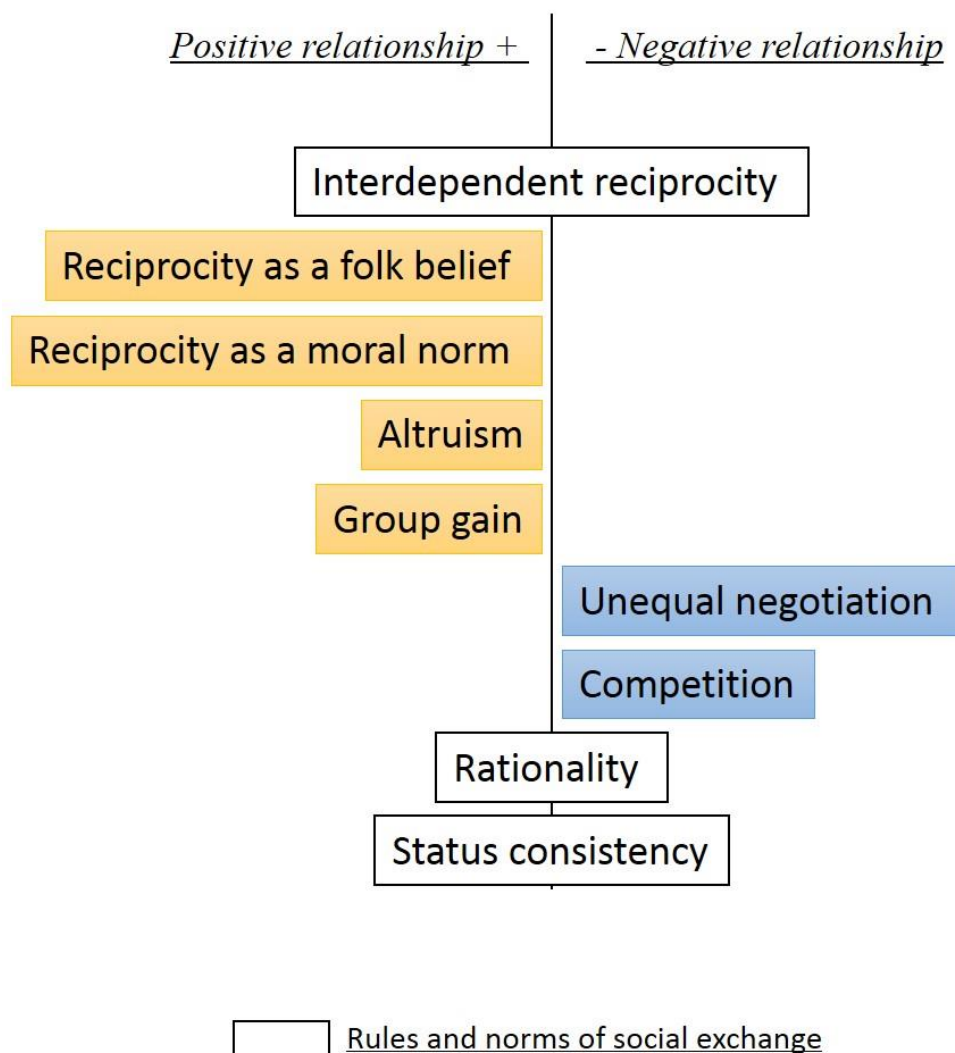 Positive relationship + - Negative relationship
Interdependent reciprocity
Reciprocity as a folk belief
Reciprocity as a moral norm
Altruism
Group gain
Unequal negotiation
Competition
Rationality
Status consistency
Rules and norms of social exchange